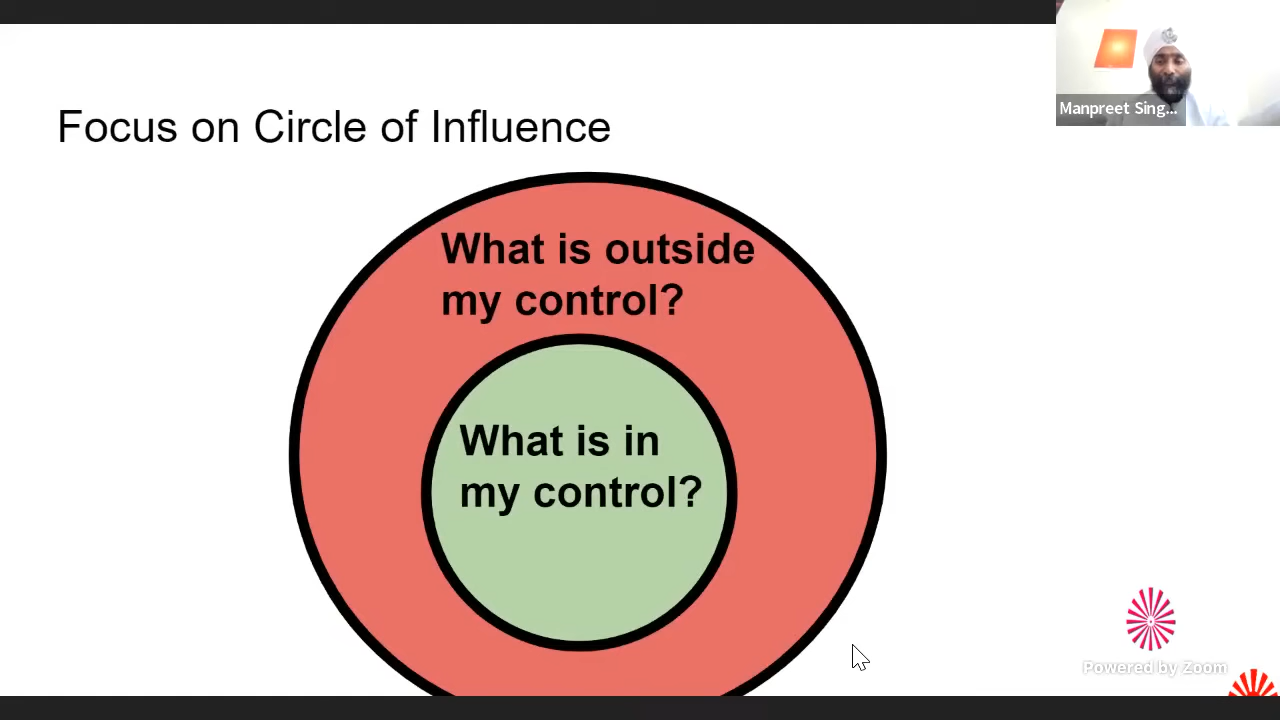 Manpreet Sing...
Focus on Circle of Influence
What is outside
my control?
What is in
my control?
Powered by Zoom